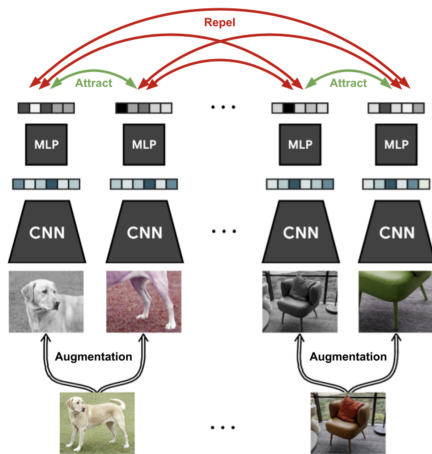 Repel
Attract
Attract
MLP
MLP
...
MLP
MLP
CNN
CNN
...
CNN
CNN
Augmentation
Augmentation
...